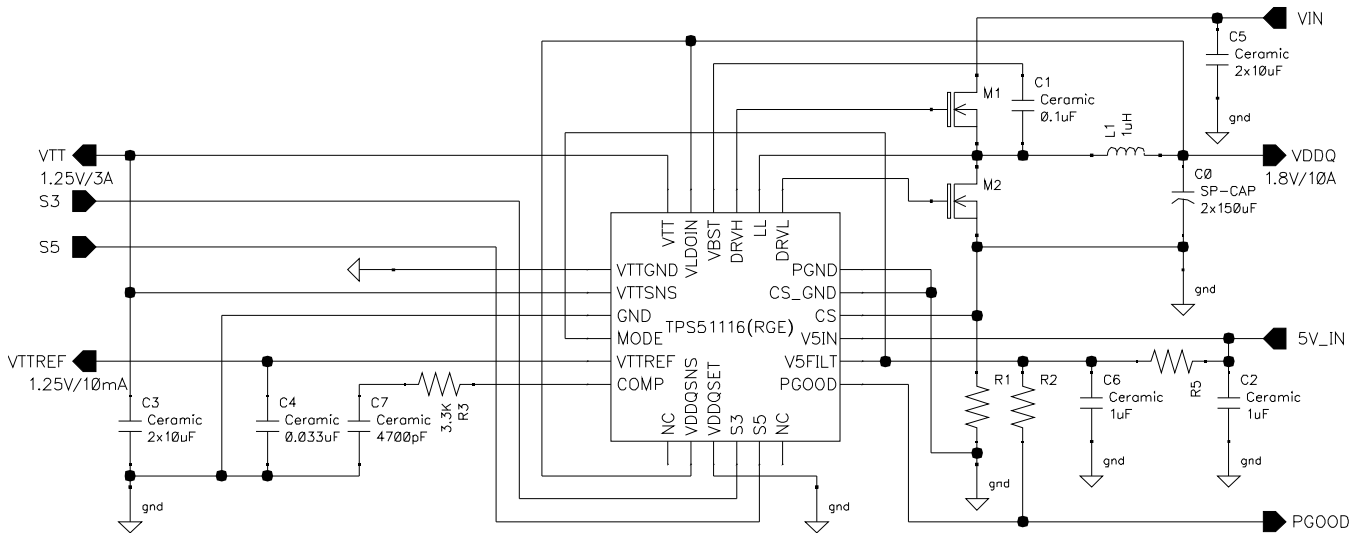 VIN
C5
Ceramic
2x10uF
gnd
M1
C1
Ceramic
0.1uF
L1
1uH
VTT
1.25V/3A
VDDQ
1.8V/10A
S3
S5
M2
C0
SP-CAP
2x150uF
gnd
VTT
VLDOIN
VBST
DRVH
LL
DRVL
VTTGND
VTTSNS
GND
MODE
VTTREF
COMP
TPS51116(RGE)
PGND
CS_GND
CS
V5IN
V5FILT
PGOOD
NC
VDDQSNS
VDDQSET
S3
S5
NC
5V_IN
VTTREF
1.25V/10mA
C3
Ceramic
2x10uF
C4
Ceramic
0.033uF
C7
Ceramic
4700pF
3.3K
R3
R1
R2
C6
Ceramic
1uF
R5
C2
Ceramic
1uF
gnd
gnd
gnd
gnd
gnd
PGOOD